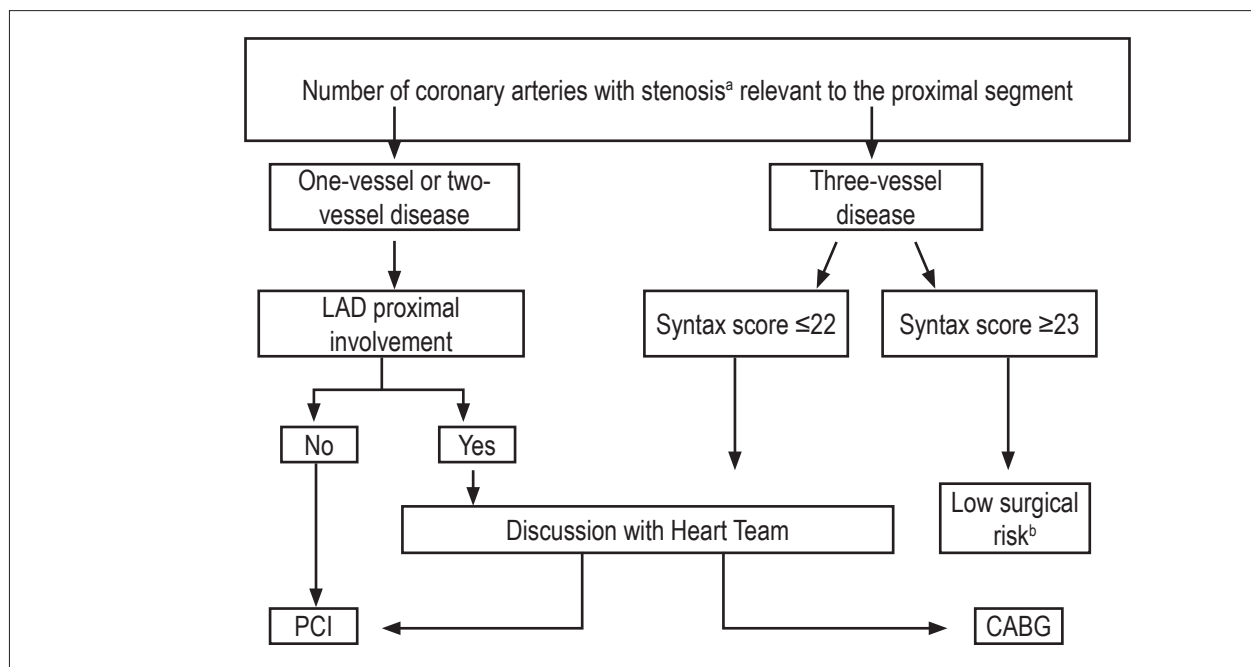 Number of coronary arteries with stenosisᵃ relevant to the proximal segment
One-vessel or two-
vessel disease
Three-vessel
disease
LAD proximal
involvement
Syntax score ≤22
Syntax score ≥23
No
Yes
Low surgical
riskᵇ
Discussion with Heart Team
PCI
CABG